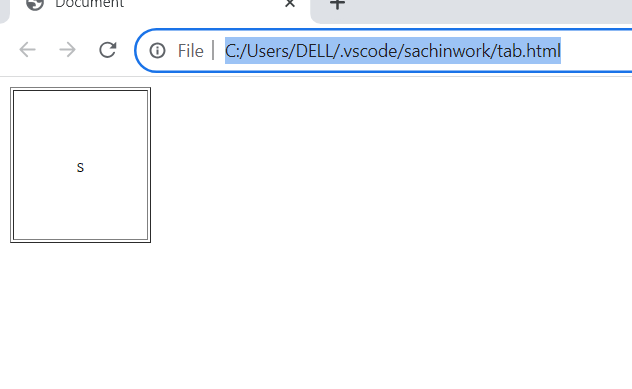 Document
File
C:/Users/DELL/.vscode/sachinwork/tab.html
s